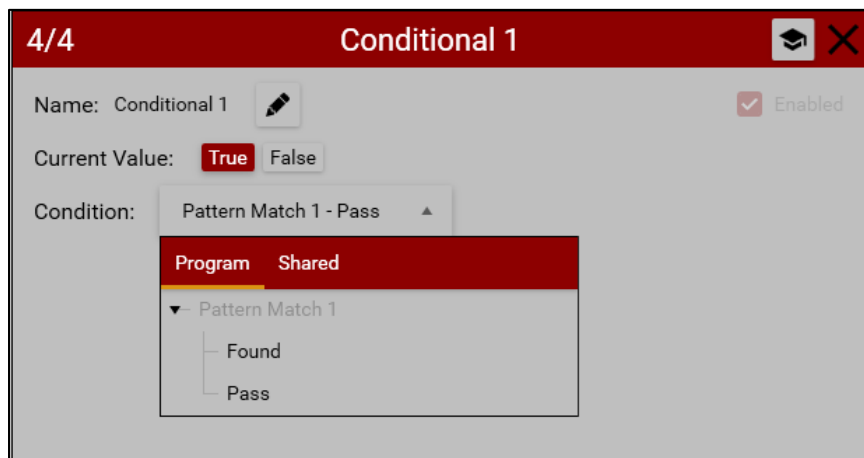 4/4 Conditional 1
Name: Conditional 1
Enabled
Current Value: True False
Condition: Pattern Match 1 - Pass
Program Shared
Pattern Match 1
Found
Pass